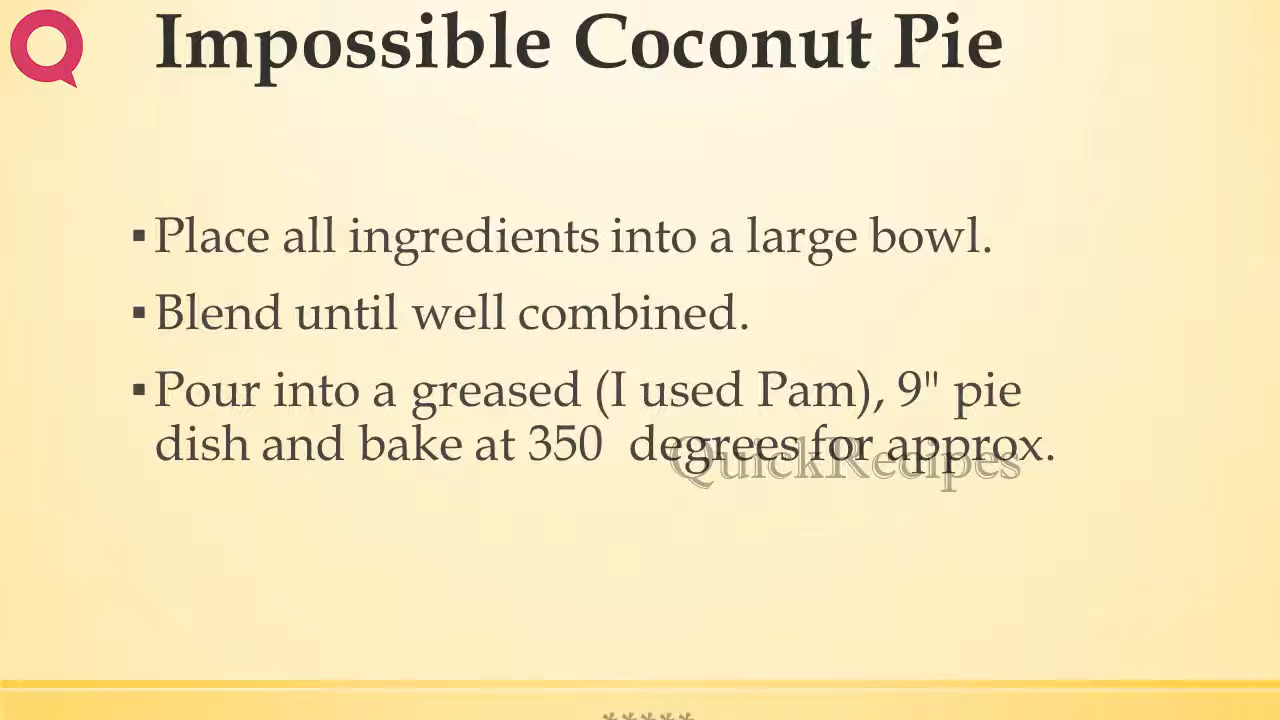 Impossible Coconut Pie
▪Place all ingredients into a large bowl.
▪Blend until well combined.
▪Pour into a greased (I used Pam), 9" pie
dish and bake at 350 degrees for approx.
QuickRecipes
*****